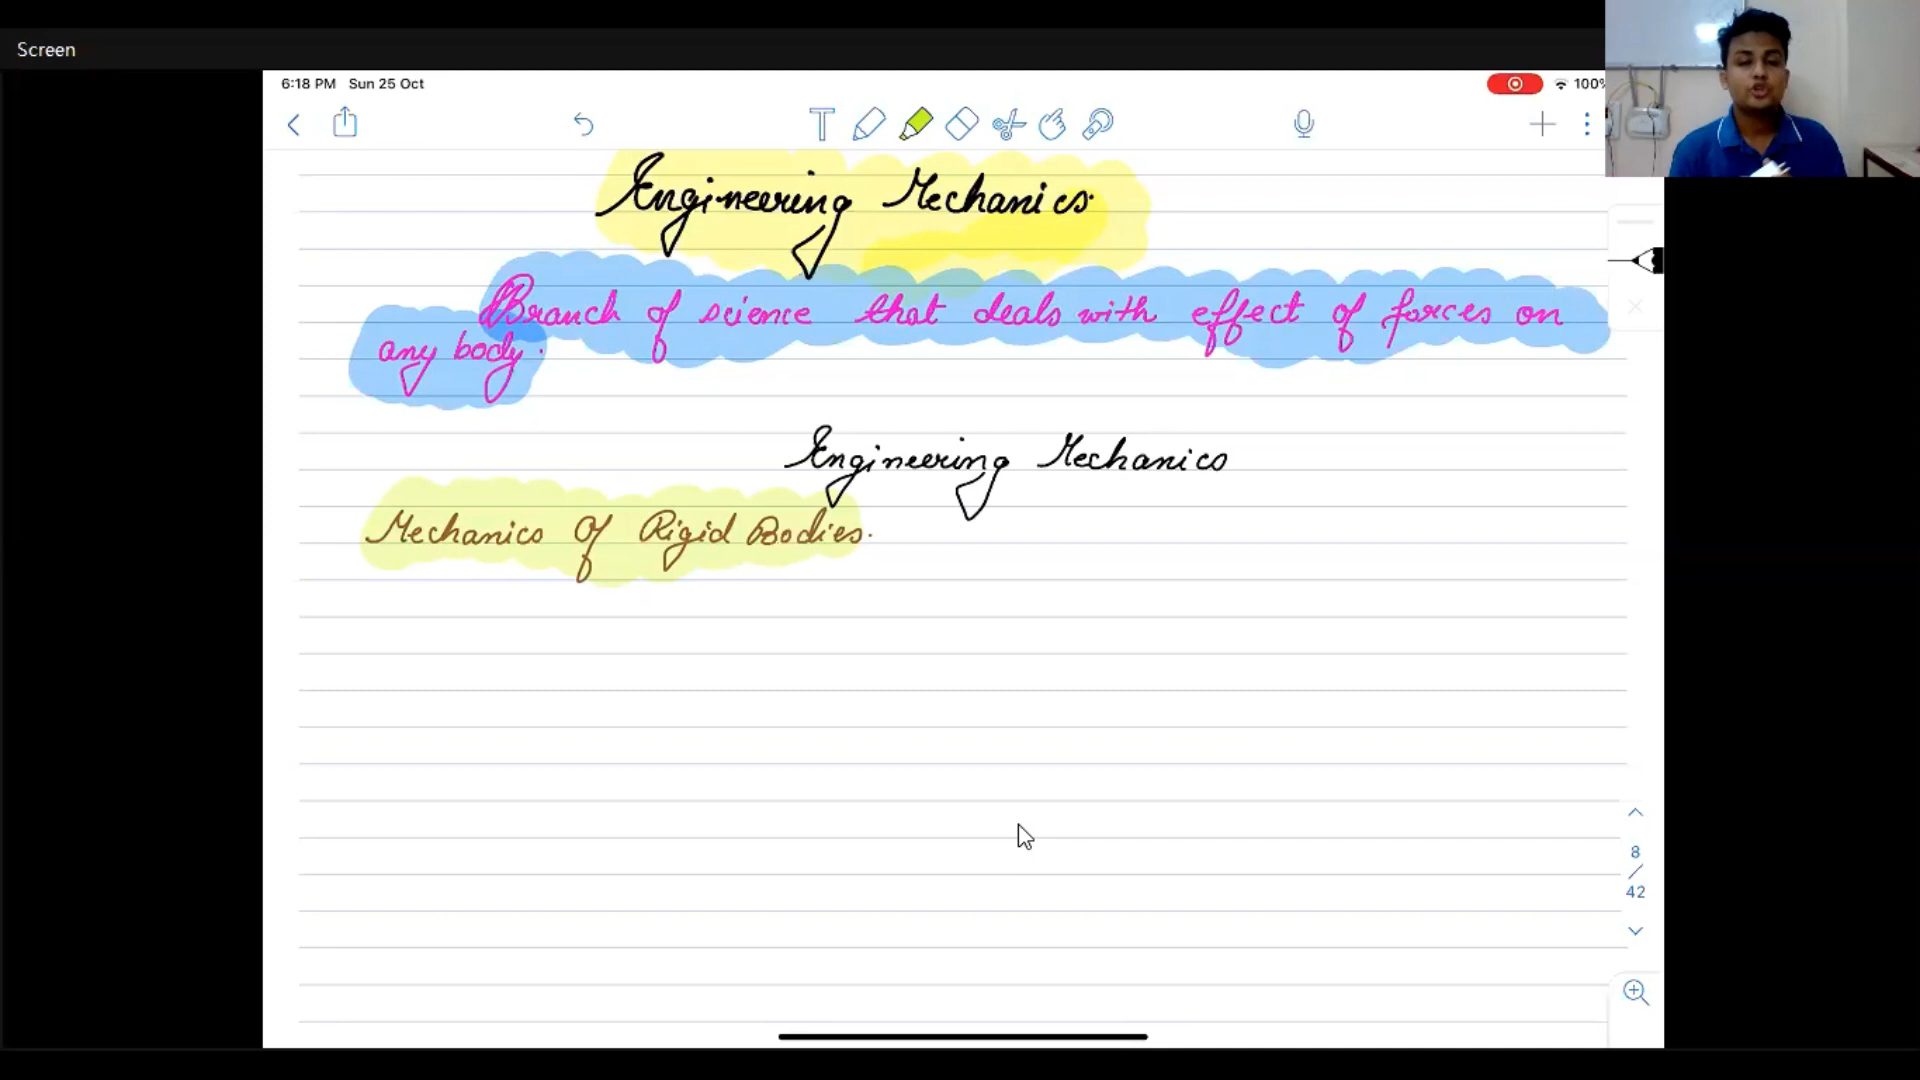 Screen
6:18 PM Sun 25 Oct
100%
Engineering Mechanics.
Branch of science that deals with effect of forces on
any body.
Engineering Mechanics
Mechanics Of Rigid Bodies.
8
/
42